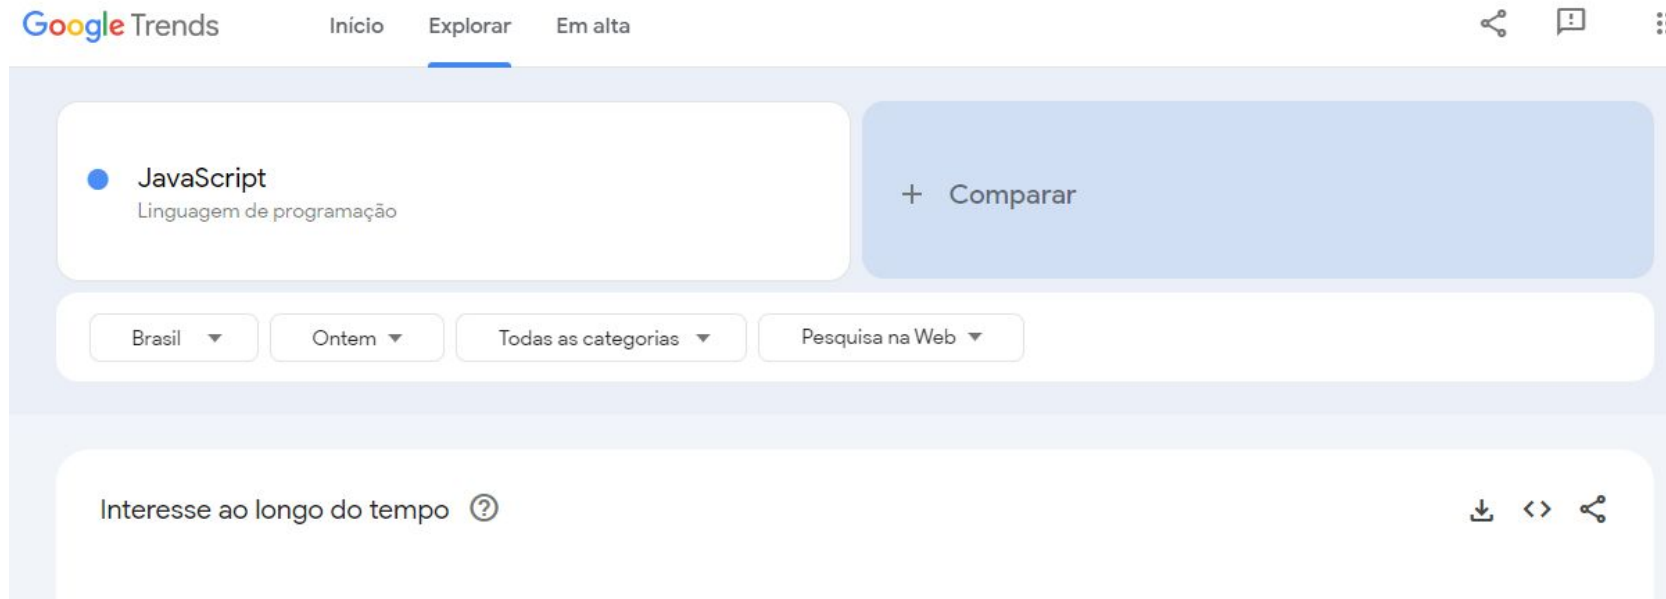 Google Trends
Início Explorar Em alta
JavaScript
Linguagem de programação
+ Comparar
Brasil Ontem Todas as categorias Pesquisa na Web
Interesse ao longo do tempo